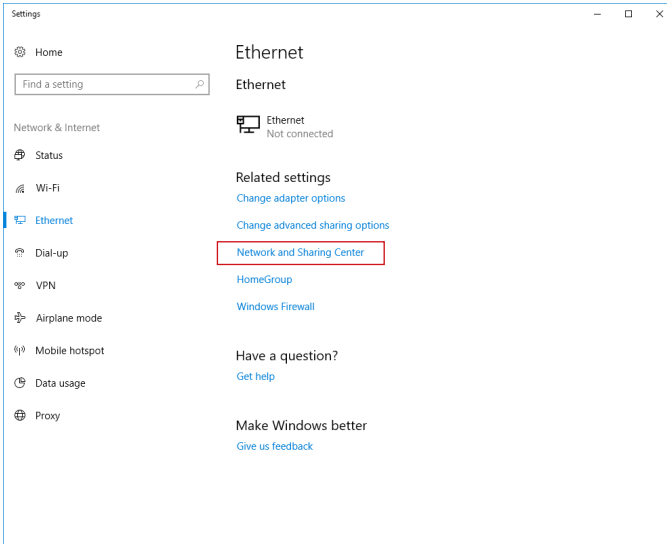 Settings
Home
Find a setting
Network & Internet
Status
Wi-Fi
Ethernet
Dial-up
VPN
Airplane mode
Mobile hotspot
Data usage
Proxy
Ethernet
Ethernet
Ethernet
Not connected
Related settings
Change adapter options
Change advanced sharing options
Network and Sharing Center
HomeGroup
Windows Firewall
Have a question?
Get help
Make Windows better
Give us feedback